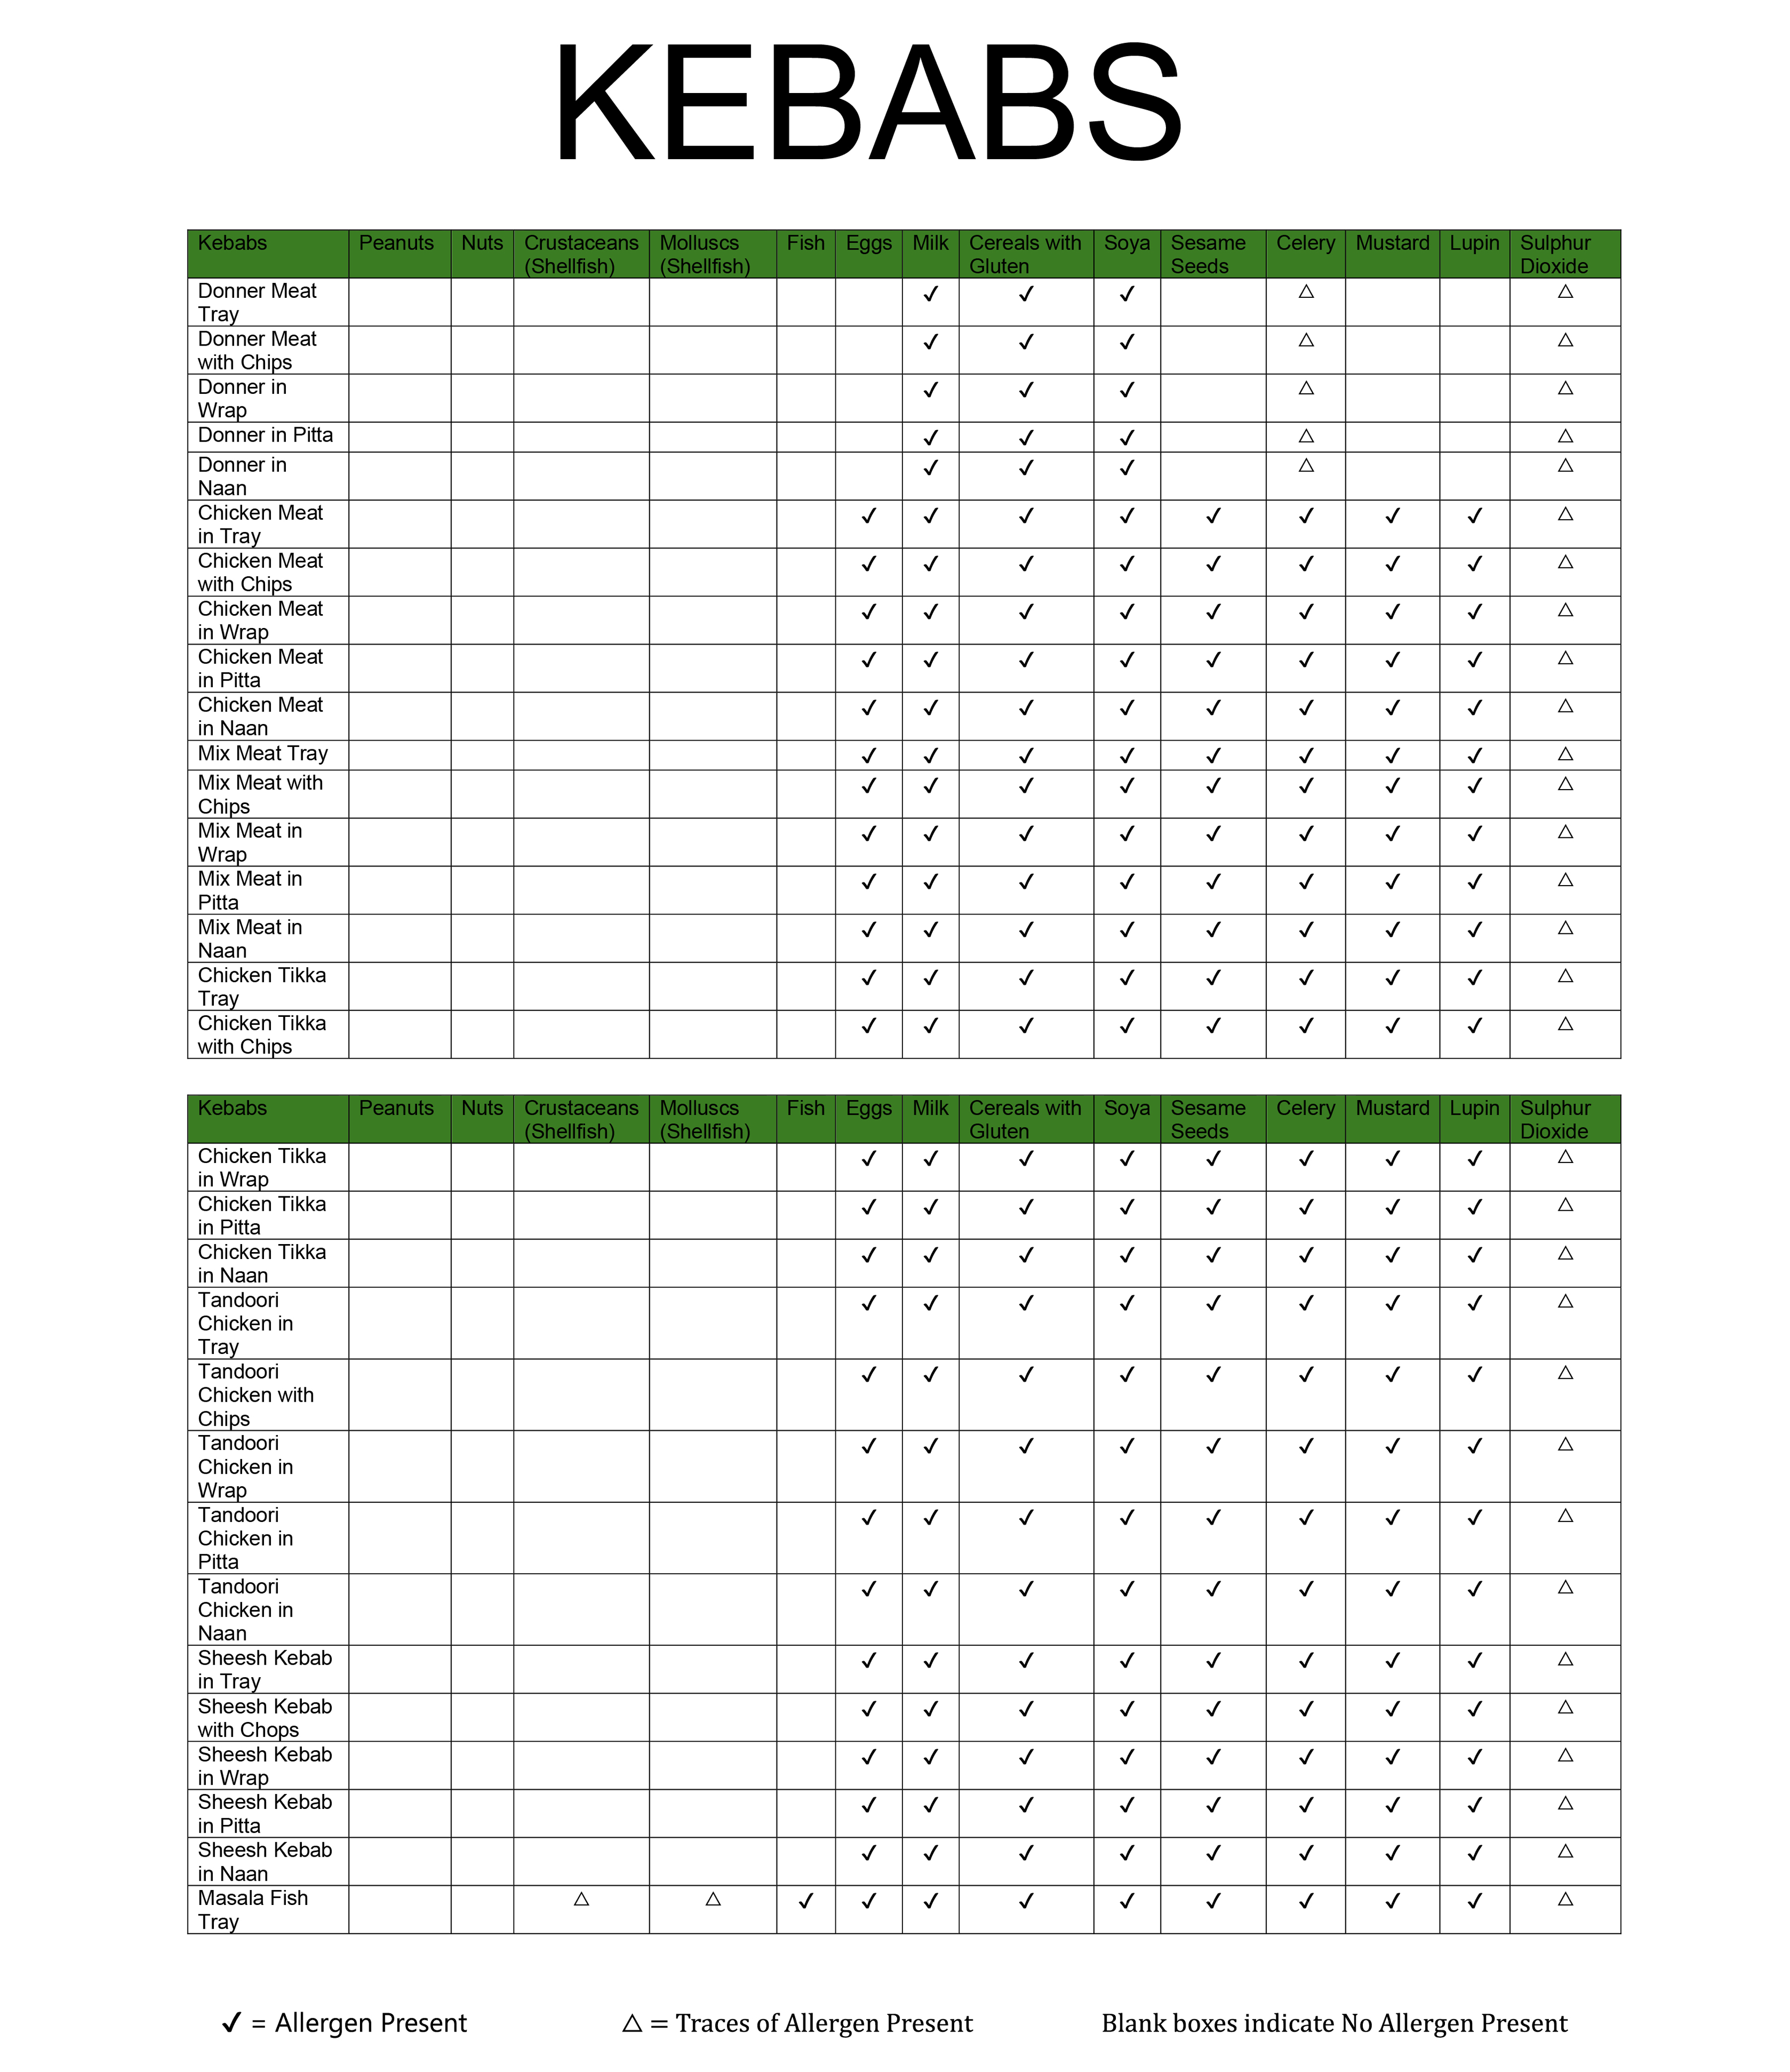 KEBABS
Kebabs Peanuts Nuts Crustaceans Molluscs Fish Eggs Milk Cereals with Soya Sesame Celery Mustard Lupin Sulphur
(Shellfish) (Shellfish) Gluten Seeds Dioxide
Donner Meat ✓ ✓ ✓ △ △
Tray
Donner Meat ✓ ✓ ✓ △ △
with Chips
Donner in ✓ ✓ ✓ △ △
Wrap
Donner in Pitta ✓ ✓ ✓ △ △
Donner in ✓ ✓ ✓ △ △
Naan
Chicken Meat ✓ ✓ ✓ ✓ ✓ ✓ ✓ ✓ △
in Tray
Chicken Meat ✓ ✓ ✓ ✓ ✓ ✓ ✓ ✓ △
with Chips
Chicken Meat ✓ ✓ ✓ ✓ ✓ ✓ ✓ ✓ △
in Wrap
Chicken Meat ✓ ✓ ✓ ✓ ✓ ✓ ✓ ✓ △
in Pitta
Chicken Meat ✓ ✓ ✓ ✓ ✓ ✓ ✓ ✓ △
in Naan
Mix Meat Tray ✓ ✓ ✓ ✓ ✓ ✓ ✓ ✓ △
Mix Meat with ✓ ✓ ✓ ✓ ✓ ✓ ✓ ✓ △
Chips
Mix Meat in ✓ ✓ ✓ ✓ ✓ ✓ ✓ ✓ △
Wrap
Mix Meat in ✓ ✓ ✓ ✓ ✓ ✓ ✓ ✓ △
Pitta
Mix Meat in ✓ ✓ ✓ ✓ ✓ ✓ ✓ ✓ △
Naan
Chicken Tikka ✓ ✓ ✓ ✓ ✓ ✓ ✓ ✓ △
Tray
Chicken Tikka ✓ ✓ ✓ ✓ ✓ ✓ ✓ ✓ △
with Chips
Kebabs Peanuts Nuts Crustaceans Molluscs Fish Eggs Milk Cereals with Soya Sesame Celery Mustard Lupin Sulphur
(Shellfish) (Shellfish) Gluten Seeds Dioxide
Chicken Tikka ✓ ✓ ✓ ✓ ✓ ✓ ✓ ✓ △
in Wrap
Chicken Tikka ✓ ✓ ✓ ✓ ✓ ✓ ✓ ✓ △
in Pitta
Chicken Tikka ✓ ✓ ✓ ✓ ✓ ✓ ✓ ✓ △
in Naan
Tandoori ✓ ✓ ✓ ✓ ✓ ✓ ✓ ✓ △
Chicken in
Tray
Tandoori ✓ ✓ ✓ ✓ ✓ ✓ ✓ ✓ △
Chicken with
Chips
Tandoori ✓ ✓ ✓ ✓ ✓ ✓ ✓ ✓ △
Chicken in
Wrap
Tandoori ✓ ✓ ✓ ✓ ✓ ✓ ✓ ✓ △
Chicken in
Pitta
Tandoori ✓ ✓ ✓ ✓ ✓ ✓ ✓ ✓ △
Chicken in
Naan
Sheesh Kebab ✓ ✓ ✓ ✓ ✓ ✓ ✓ ✓ △
in Tray
Sheesh Kebab ✓ ✓ ✓ ✓ ✓ ✓ ✓ ✓ △
with Chops
Sheesh Kebab ✓ ✓ ✓ ✓ ✓ ✓ ✓ ✓ △
in Wrap
Sheesh Kebab ✓ ✓ ✓ ✓ ✓ ✓ ✓ ✓ △
in Pitta
Sheesh Kebab ✓ ✓ ✓ ✓ ✓ ✓ ✓ ✓ △
in Naan
Masala Fish △ △ ✓ ✓ ✓ ✓ ✓ ✓ ✓ ✓ ✓ △
Tray
✓ = Allergen Present △ = Traces of Allergen Present Blank boxes indicate No Allergen Present